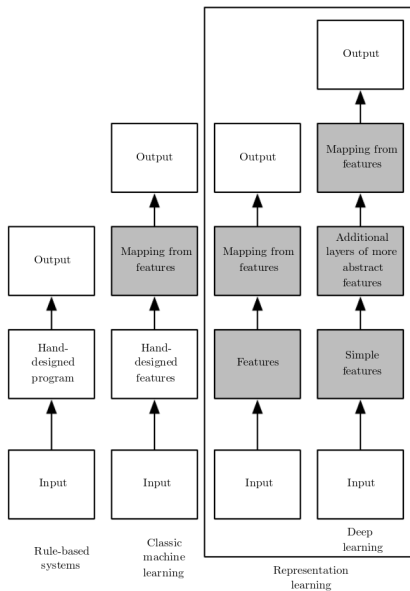 Output
Output
Output
Mapping from
features
Output
Mapping from
features
Mapping from
features
Additional
layers of more
abstract
features
Hand-
designed
program
Hand-
designed
features
Features
Simple
features
Input
Input
Input
Input
Rule-based
systems
Classic
machine
learning
Deep
learning
Representation
learning